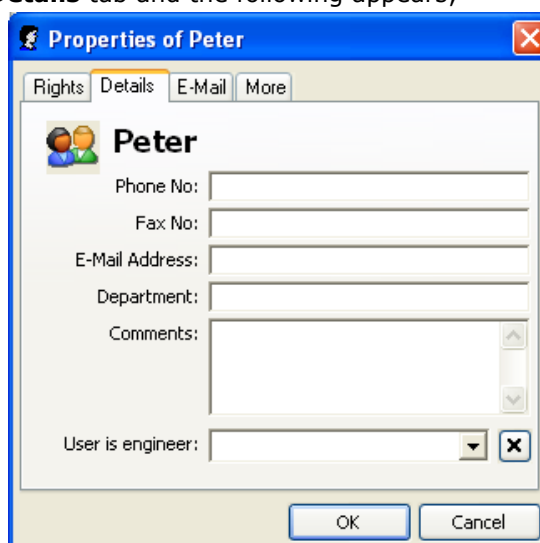 etails tab and the following appears,
Properties of Peter
Rights Details E-Mail More
Peter
Phone No:
Fax No:
E-Mail Address:
Department:
Comments:
User is engineer:
OK Cancel